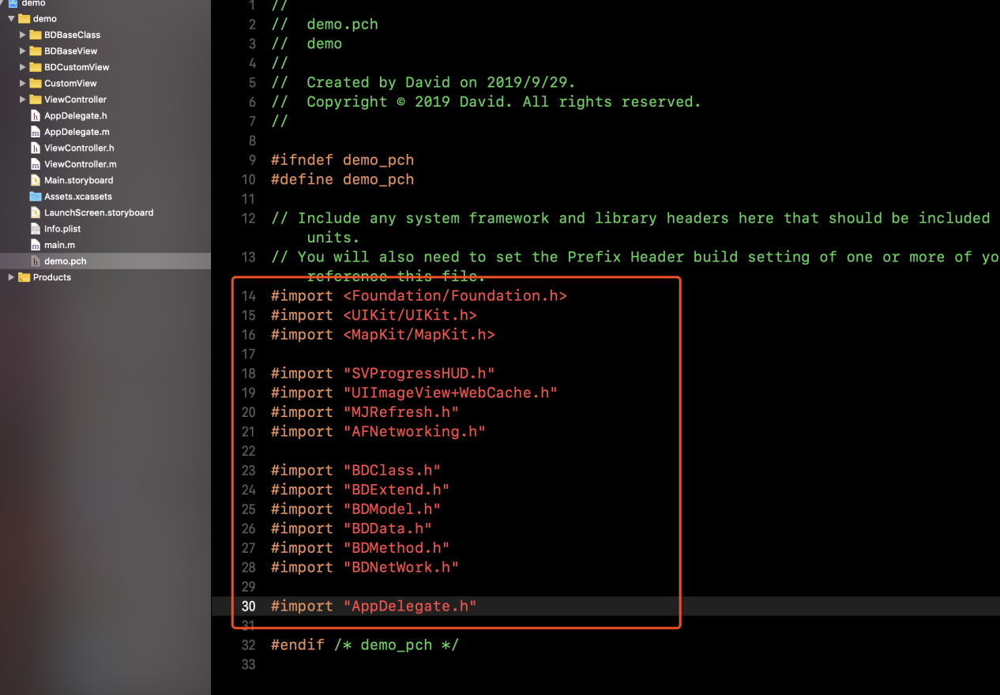 demo
demo
BDBaseClass
BDBaseView
BDCustomView
CustomView
ViewController
AppDelegate.h
AppDelegate.m
ViewController.h
ViewController.m
Main.storyboard
Assets.xcassets
LaunchScreen.storyboard
Info.plist
main.m
demo.pch
Products
1 //
2 // demo.pch
3 // demo
4 //
5 // Created by David on 2019/9/29.
6 // Copyright © 2019 David. All rights reserved.
7 //
8
9 #ifndef demo_pch
10 #define demo_pch
11
12 // Include any system framework and library headers here that should be included
units.
13 // You will also need to set the Prefix Header build setting of one or more of yo
reference this file.
14 #import <Foundation/Foundation.h>
15 #import <UIKit/UIKit.h>
16 #import <MapKit/MapKit.h>
17
18 #import "SVProgressHUD.h"
19 #import "UIImageView+WebCache.h"
20 #import "MJRefresh.h"
21 #import "AFNetworking.h"
22
23 #import "BDClass.h"
24 #import "BDExtend.h"
25 #import "BDModel.h"
26 #import "BDData.h"
27 #import "BDMethod.h"
28 #import "BDNetWork.h"
29
30 #import "AppDelegate.h"
31
32 #endif /* demo_pch */
33